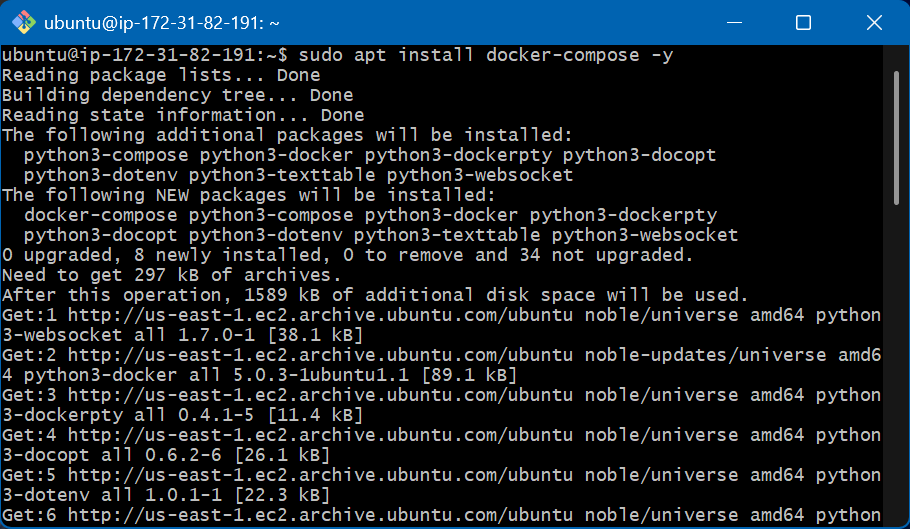 ubuntu@ip-172-31-82-191: ~
ubuntu@ip-172-31-82-191:~$ sudo apt install docker-compose -y
Reading package lists... Done
Building dependency tree... Done
Reading state information... Done
The following additional packages will be installed:
  python3-compose python3-docker python3-dockerpty python3-docopt
  python3-dotenv python3-texttable python3-websocket
The following NEW packages will be installed:
  docker-compose python3-compose python3-docker python3-dockerpty
  python3-docopt python3-dotenv python3-texttable python3-websocket
0 upgraded, 8 newly installed, 0 to remove and 34 not upgraded.
Need to get 297 kB of archives.
After this operation, 1589 kB of additional disk space will be used.
Get:1 http://us-east-1.ec2.archive.ubuntu.com/ubuntu noble/universe amd64 python
3-websocket all 1.7.0-1 [38.1 kB]
Get:2 http://us-east-1.ec2.archive.ubuntu.com/ubuntu noble-updates/universe amd6
4 python3-docker all 5.0.3-1ubuntu1.1 [89.1 kB]
Get:3 http://us-east-1.ec2.archive.ubuntu.com/ubuntu noble/universe amd64 python
3-dockerpty all 0.4.1-5 [11.4 kB]
Get:4 http://us-east-1.ec2.archive.ubuntu.com/ubuntu noble/universe amd64 python
3-docopt all 0.6.2-6 [26.1 kB]
Get:5 http://us-east-1.ec2.archive.ubuntu.com/ubuntu noble/universe amd64 python
3-dotenv all 1.0.1-1 [22.3 kB]
Get:6 http://us-east-1.ec2.archive.ubuntu.com/ubuntu noble/universe amd64 python